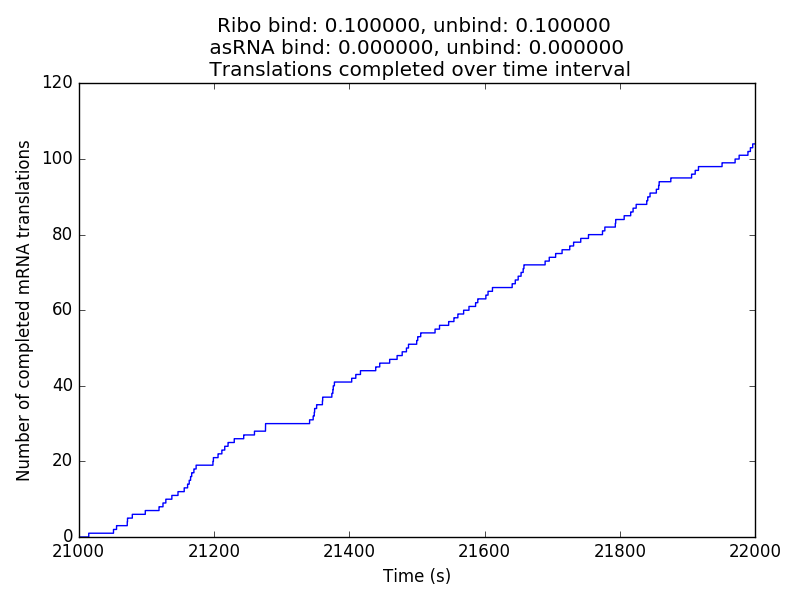 Ribo bind: 0.100000, unbind: 0.100000
asRNA bind: 0.000000, unbind: 0.000000
Translations completed over time interval
120
100
80
60
40
20
0
Number of completed mRNA translations
21000 21200 21400 21600 21800 22000
Time (s)